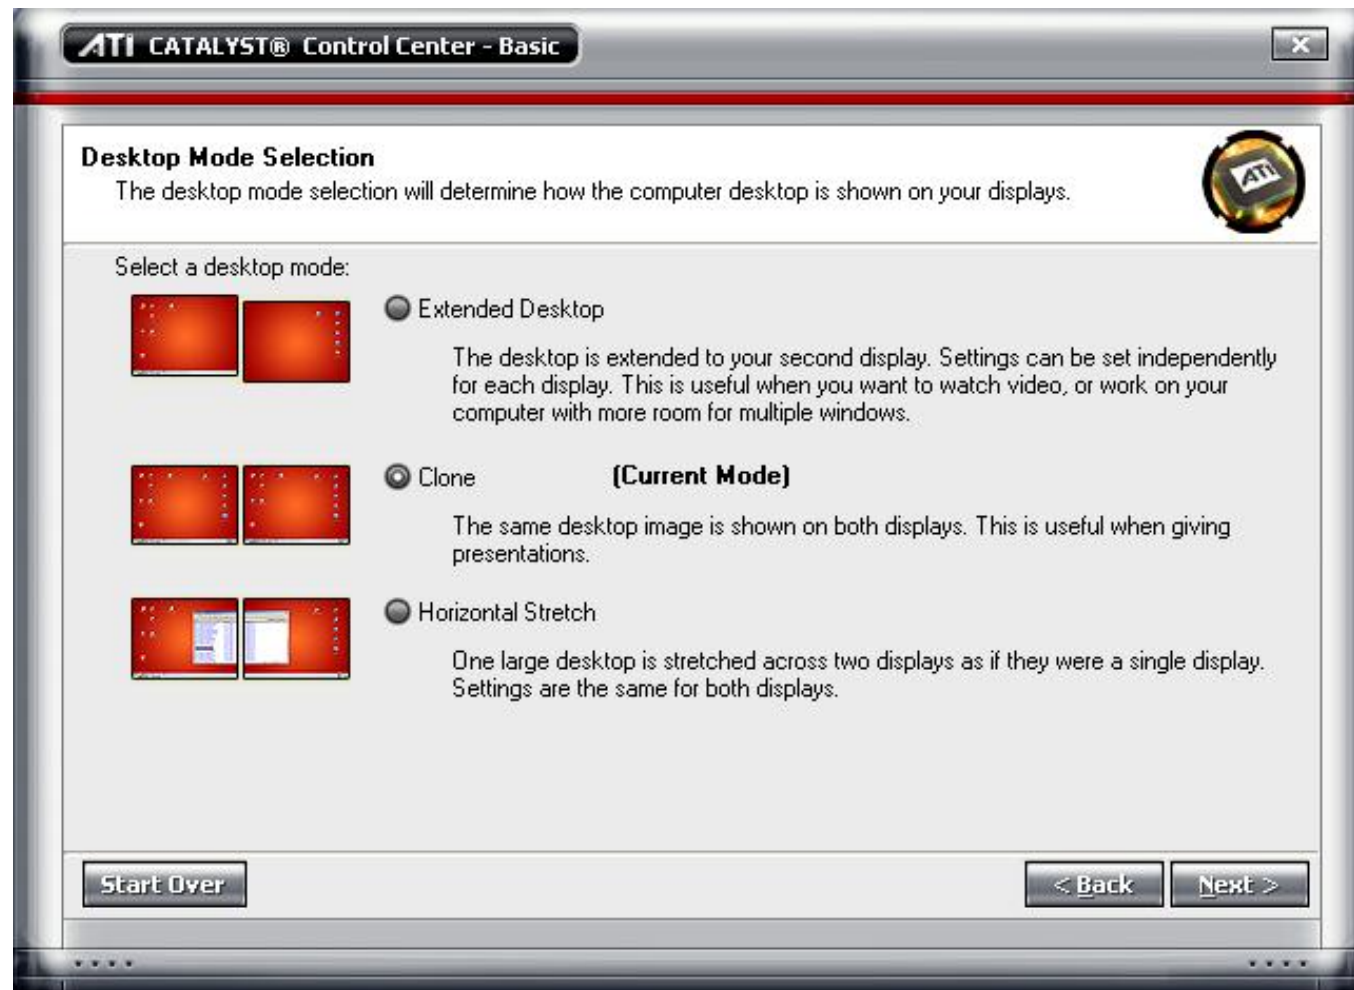 ATI CATALYST® Control Center - Basic
Desktop Mode Selection
The desktop mode selection will determine how the computer desktop is shown on your displays.
ATI
Select a desktop mode:
Extended Desktop
The desktop is extended to your second display. Settings can be set independently
for each display. This is useful when you want to watch video, or work on your
computer with more room for multiple windows.
Clone (Current Mode)
The same desktop image is shown on both displays. This is useful when giving
presentations.
Horizontal Stretch
One large desktop is stretched across two displays as if they were a single display.
Settings are the same for both displays.
Start Over
< Back
Next >